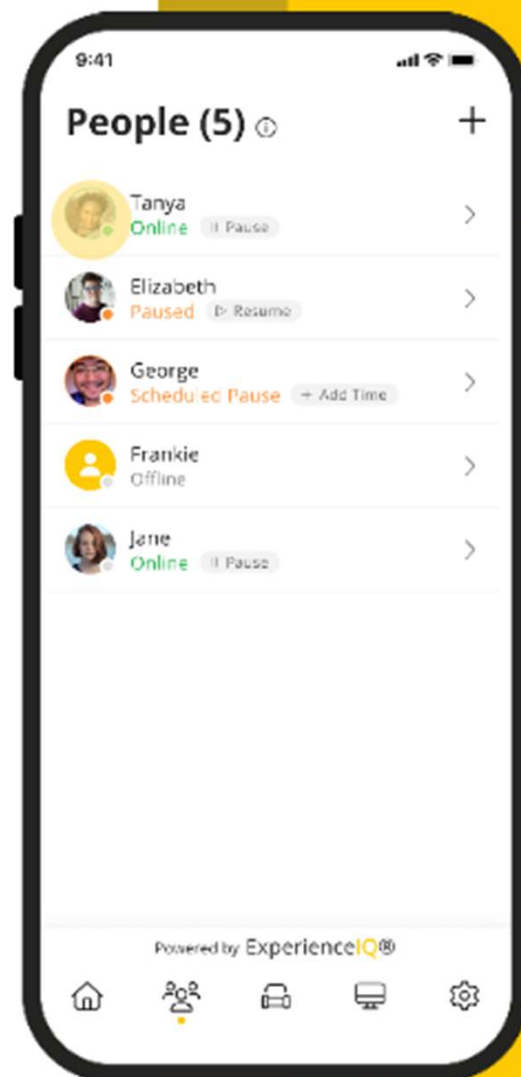 9:41
People (5)
Tanya
Online Pause
Elizabeth
Paused Resume
George
Scheduled Pause + Add Time
Frankie
Offline
Jane
Online Pause
Powered by ExperienceIQ®